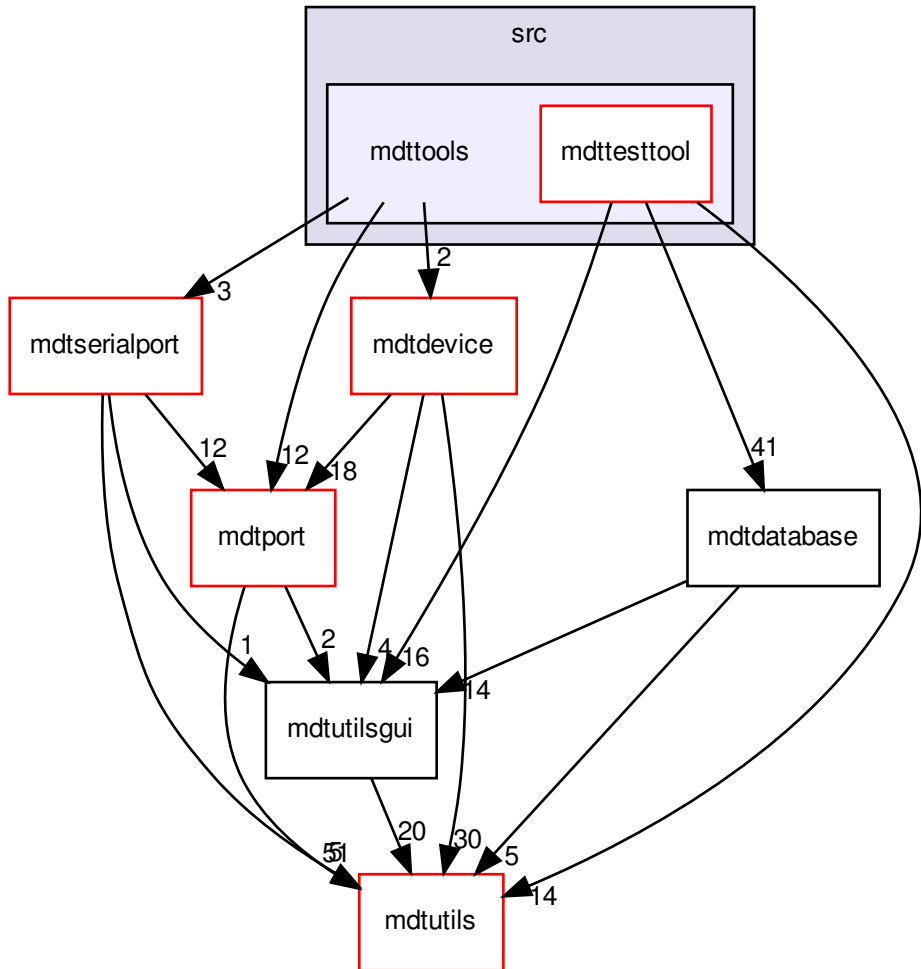 src
mdttools
mdttesttool
2
3
mdtserialport
mdtdevice
12
12
18
41
mdtport
mdtdatabase
1
2
4
16
14
mdtutilsgui
20
30
5
14
mdtutils